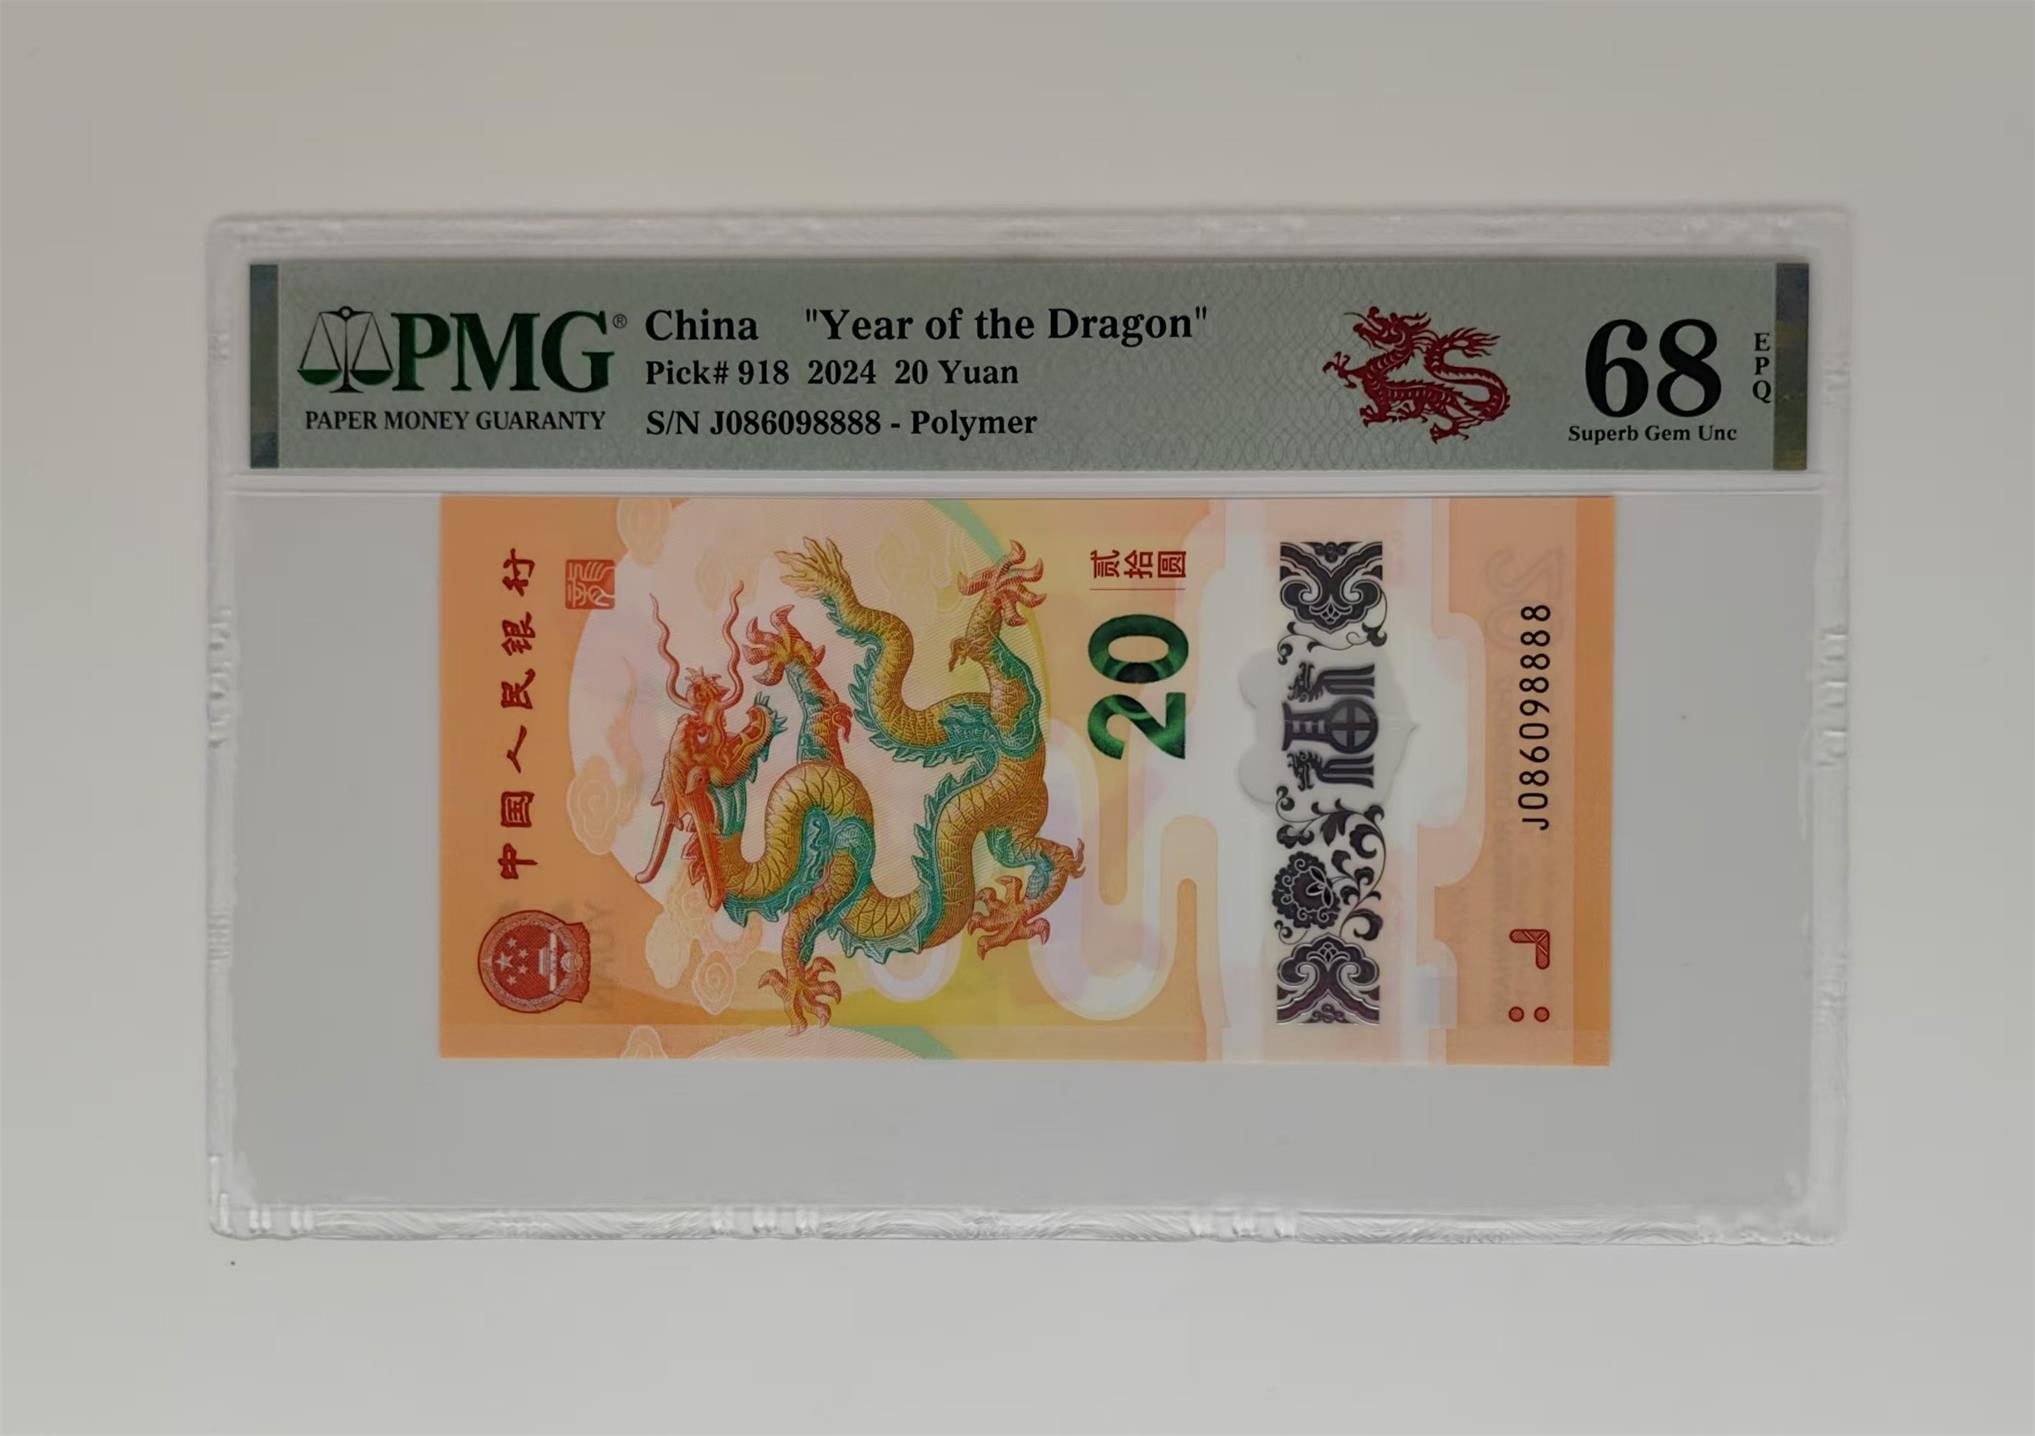 PMG®
PAPER MONEY GUARANTY
China "Year of the Dragon"
Pick# 918 2024 20 Yuan
S/N J086098888 - Polymer
68
EPQ
Superb Gem Unc
中国人民银行
贰拾圆
20
J086098888